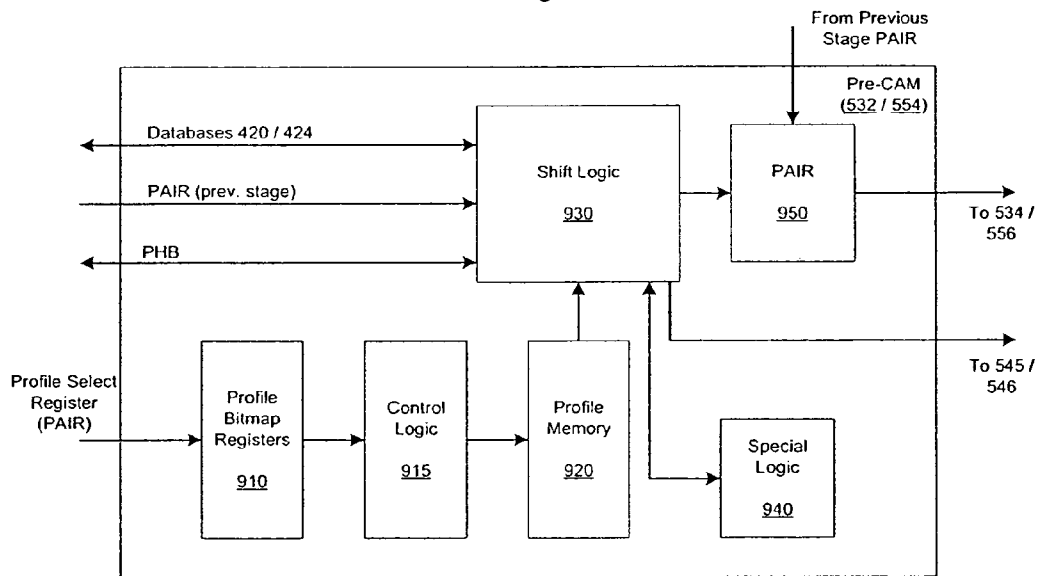 From Previous
Stage PAIR
Pre-CAM
(532 / 554)
Databases 420 / 424
PAIR (prev. stage)
PHB
Shift Logic
930
PAIR
950
To 534 /
556
To 545 /
546
Profile Select
Register
(PAIR)
Profile
Bitmap
Registers
910
Control
Logic
915
Profile
Memory
920
Special
Logic
940